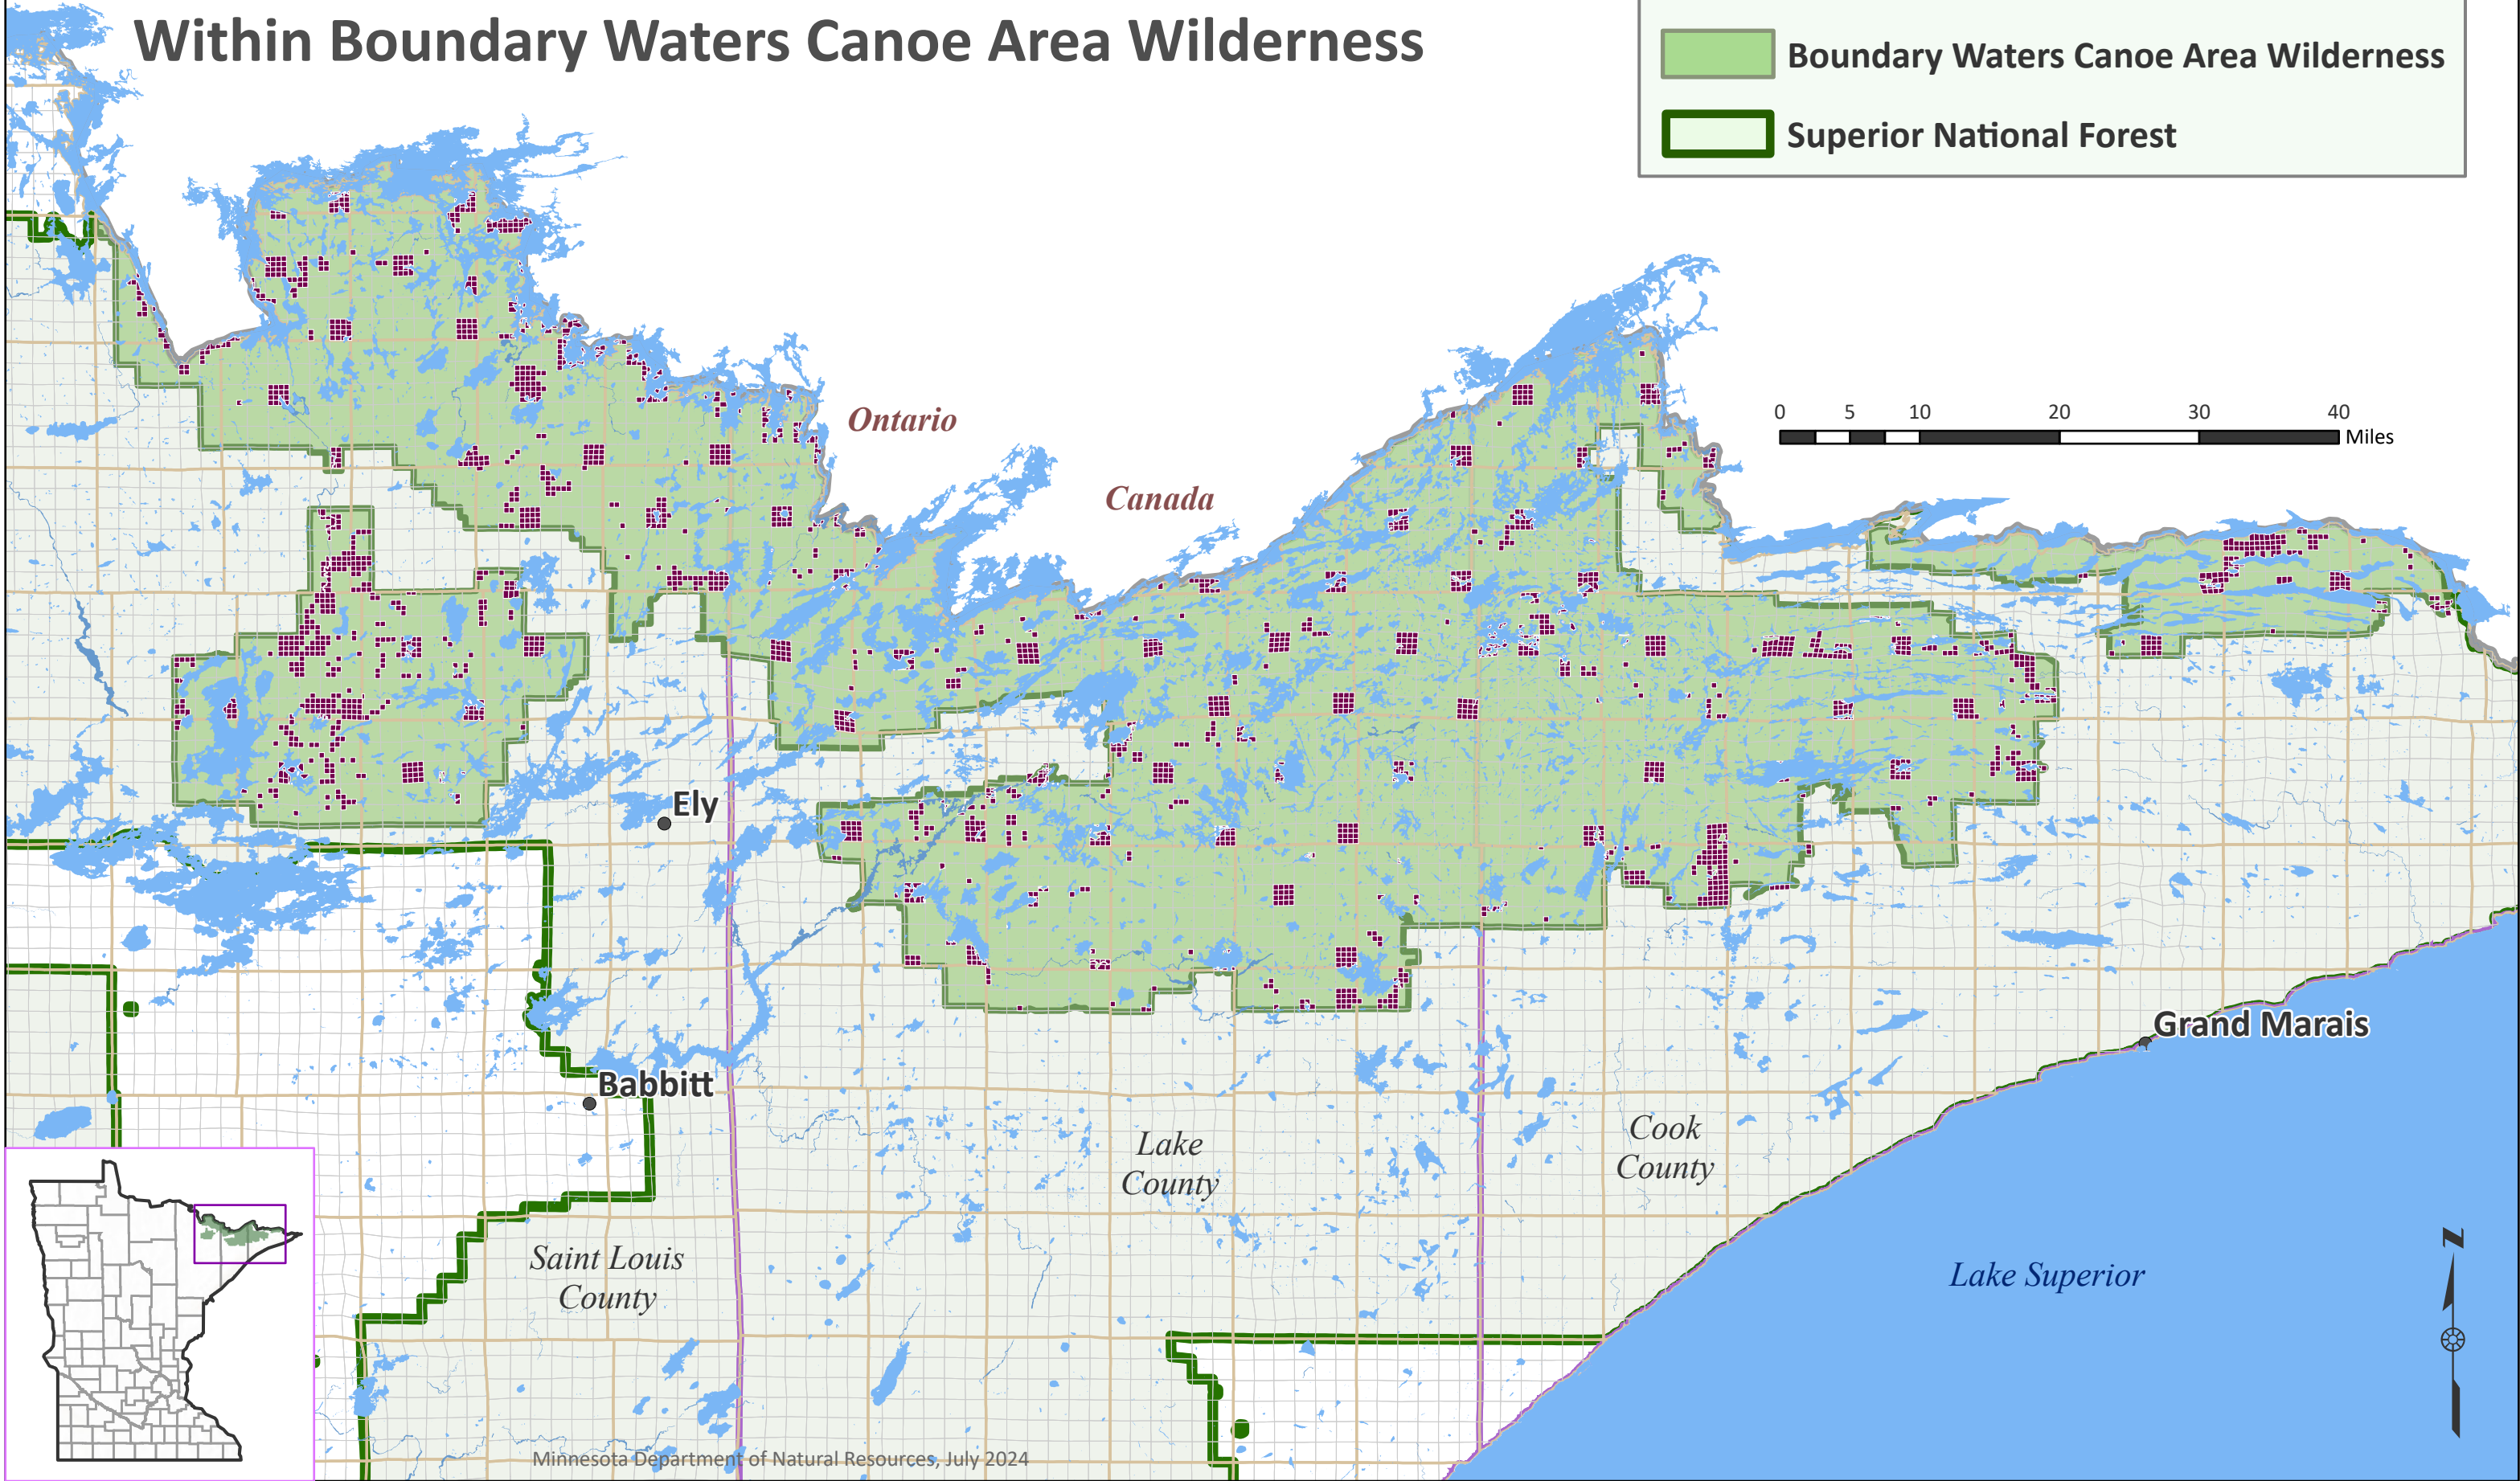 Within Boundary Waters Canoe Area Wilderness
Boundary Waters Canoe Area Wilderness
Superior National Forest
Ontario
Canada
0 5 10 20 30 40
Miles
Ely
Babbitt
Grand Marais
Lake
County
Cook
County
Saint Louis
County
Lake Superior
N
Minnesota Department of Natural Resources, July 2024